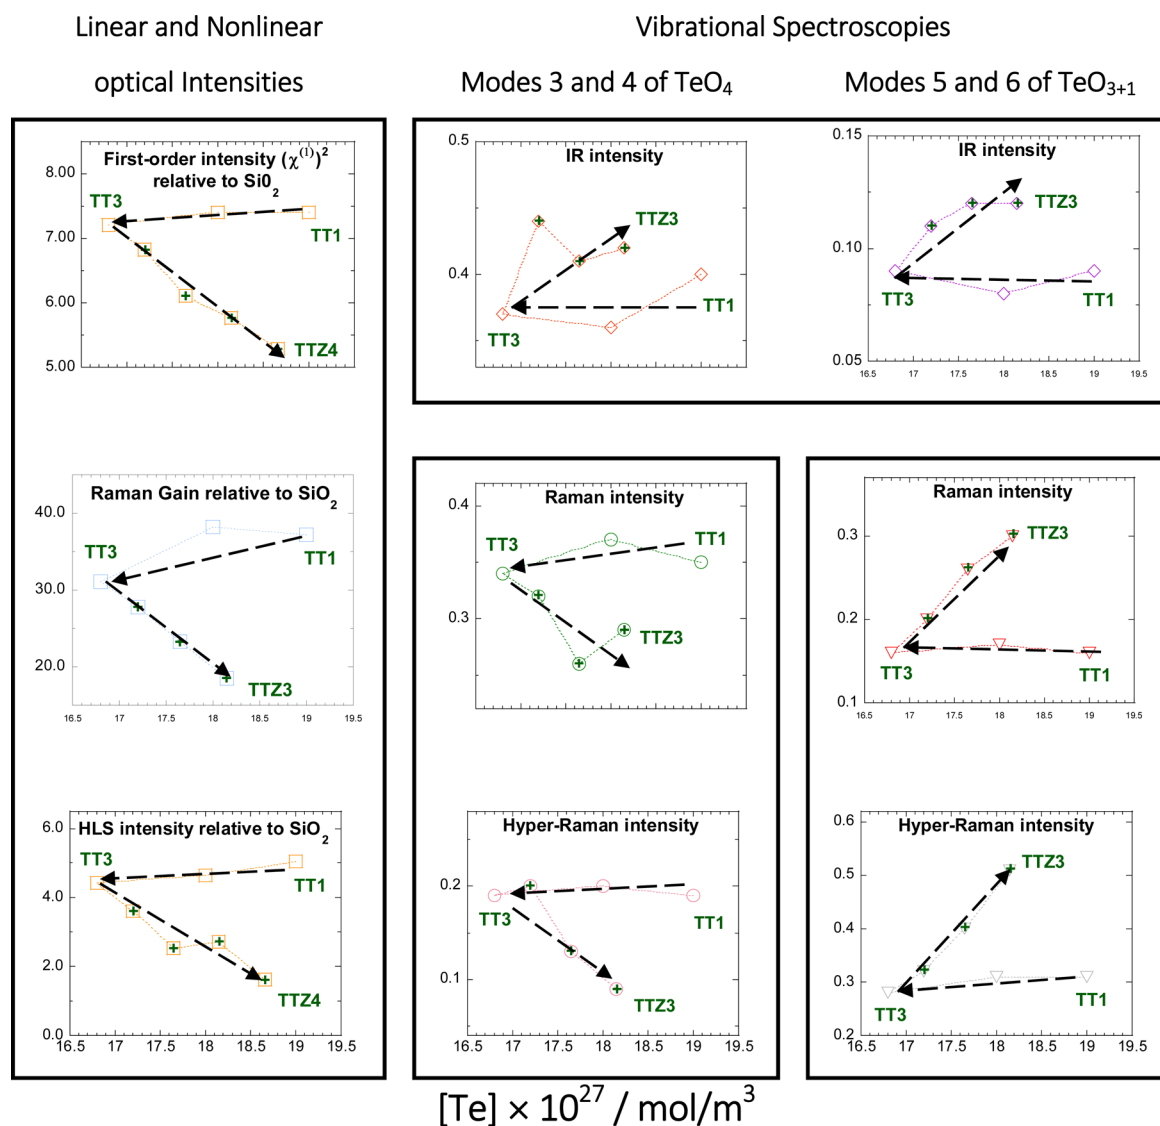 Linear and Nonlinear
optical Intensities
Vibrational Spectroscopies
Modes 3 and 4 of TeO₄
Modes 5 and 6 of TeO₃₊₁
First-order intensity (χ⁽¹⁾)²
relative to Si0₂
8.00
7.00
6.00
5.00
TT3
TT1
TTZ4
IR intensity
0.5
0.4
TTZ3
TT1
TT3
IR intensity
0.15
0.10
0.05
TTZ3
TT3
TT1
16.5 17 17.5 18 18.5 19 19.5
Raman Gain relative to SiO₂
40.0
30.0
20.0
TT3
TT1
TTZ3
16.5 17 17.5 18 18.5 19 19.5
Raman intensity
0.4
0.3
TT3
TT1
TTZ3
Raman intensity
0.3
0.2
0.1
TTZ3
TT3
TT1
16.5 17 17.5 18 18.5 19 19.5
HLS intensity relative to SiO₂
6.0
4.0
2.0
0.0
TT3
TT1
TTZ4
16.5 17 17.5 18 18.5 19 19.5
Hyper-Raman intensity
0.2
0.1
TT3
TT1
TTZ3
16.5 17 17.5 18 18.5 19 19.5
Hyper-Raman intensity
0.6
0.5
0.4
0.3
0.2
TTZ3
TT3
TT1
16.5 17 17.5 18 18.5 19 19.5
[Te] × 10²⁷ / mol/m³